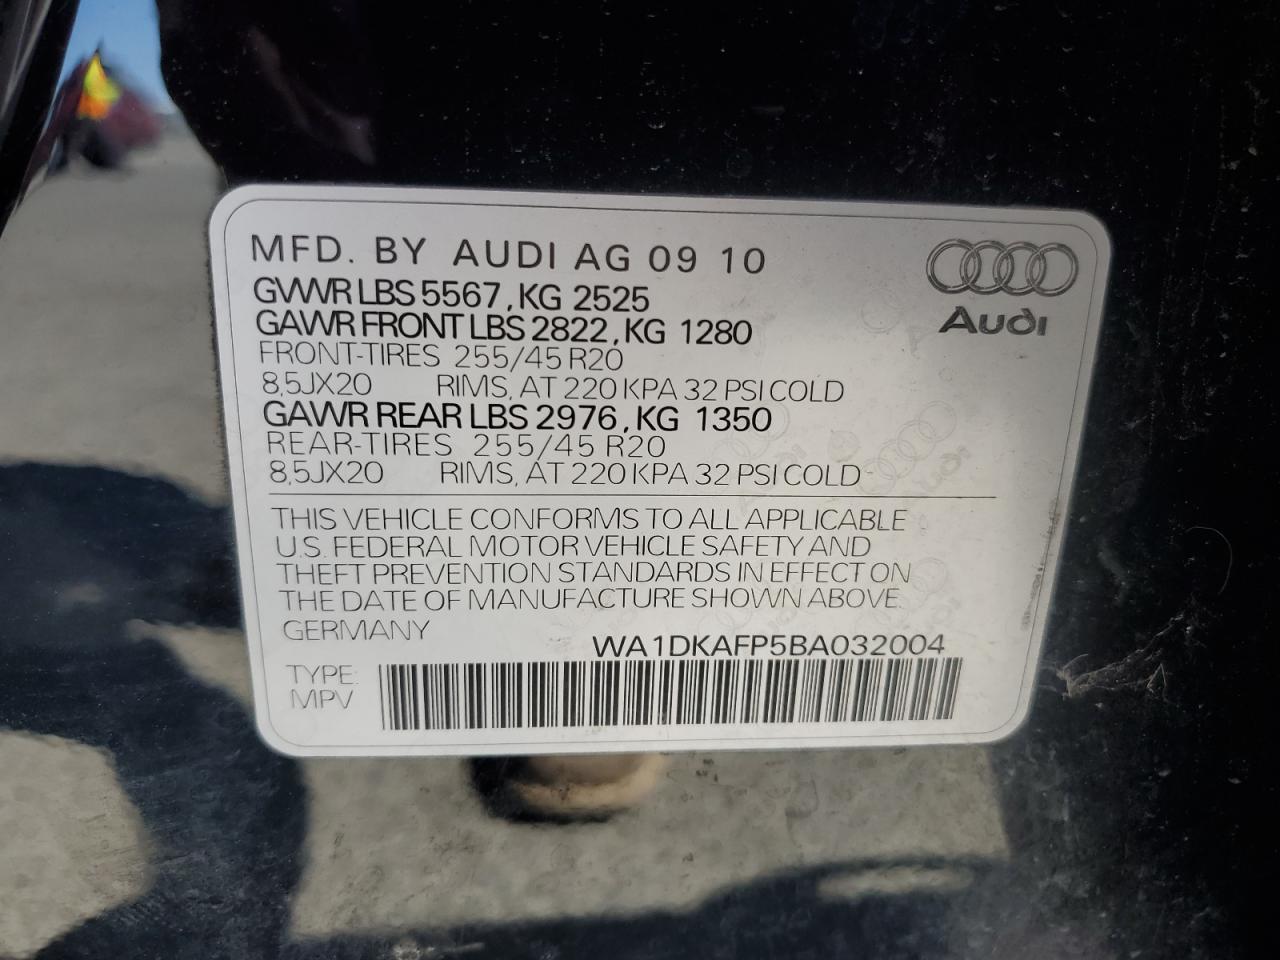 MFD. BY AUDI AG 09 10
Audi
GVWR LBS 5567, KG 2525
GAWR FRONT LBS 2822, KG 1280
FRONT-TIRES 255/45 R20
8,5JX20 RIMS, AT 220 KPA 32 PSI COLD
GAWR REAR LBS 2976, KG 1350
REAR-TIRES 255/45 R20
8,5JX20 RIMS, AT 220 KPA 32 PSI COLD
THIS VEHICLE CONFORMS TO ALL APPLICABLE
U.S. FEDERAL MOTOR VEHICLE SAFETY AND
THEFT PREVENTION STANDARDS IN EFFECT ON
THE DATE OF MANUFACTURE SHOWN ABOVE.
GERMANY WA1DKAFP5BA032004
TYPE:
MPV